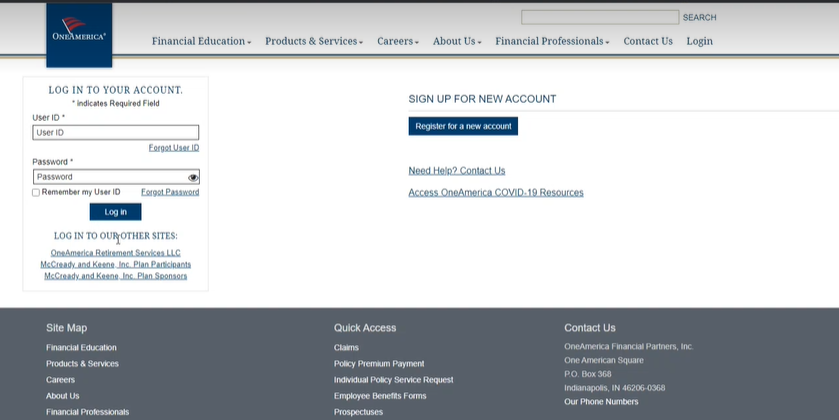 ONEAMERICA®
SEARCH
Financial Education
Products & Services
Careers
About Us
Financial Professionals
Contact Us
Login
LOG IN TO YOUR ACCOUNT.
* indicates Required Field
User ID *
User ID
Forgot User ID
Password *
Password
Remember my User ID
Forgot Password
Log in
LOG IN TO OUR OTHER SITES:
OneAmerica Retirement Services LLC
McCready and Keene, Inc. Plan Participants
McCready and Keene, Inc. Plan Sponsors
SIGN UP FOR NEW ACCOUNT
Register for a new account
Need Help? Contact Us
Access OneAmerica COVID-19 Resources
Site Map
Financial Education
Products & Services
Careers
About Us
Financial Professionals
Quick Access
Claims
Policy Premium Payment
Individual Policy Service Request
Employee Benefits Forms
Prospectuses
Contact Us
OneAmerica Financial Partners, Inc.
One American Square
P.O. Box 368
Indianapolis, IN 46206-0368
Our Phone Numbers